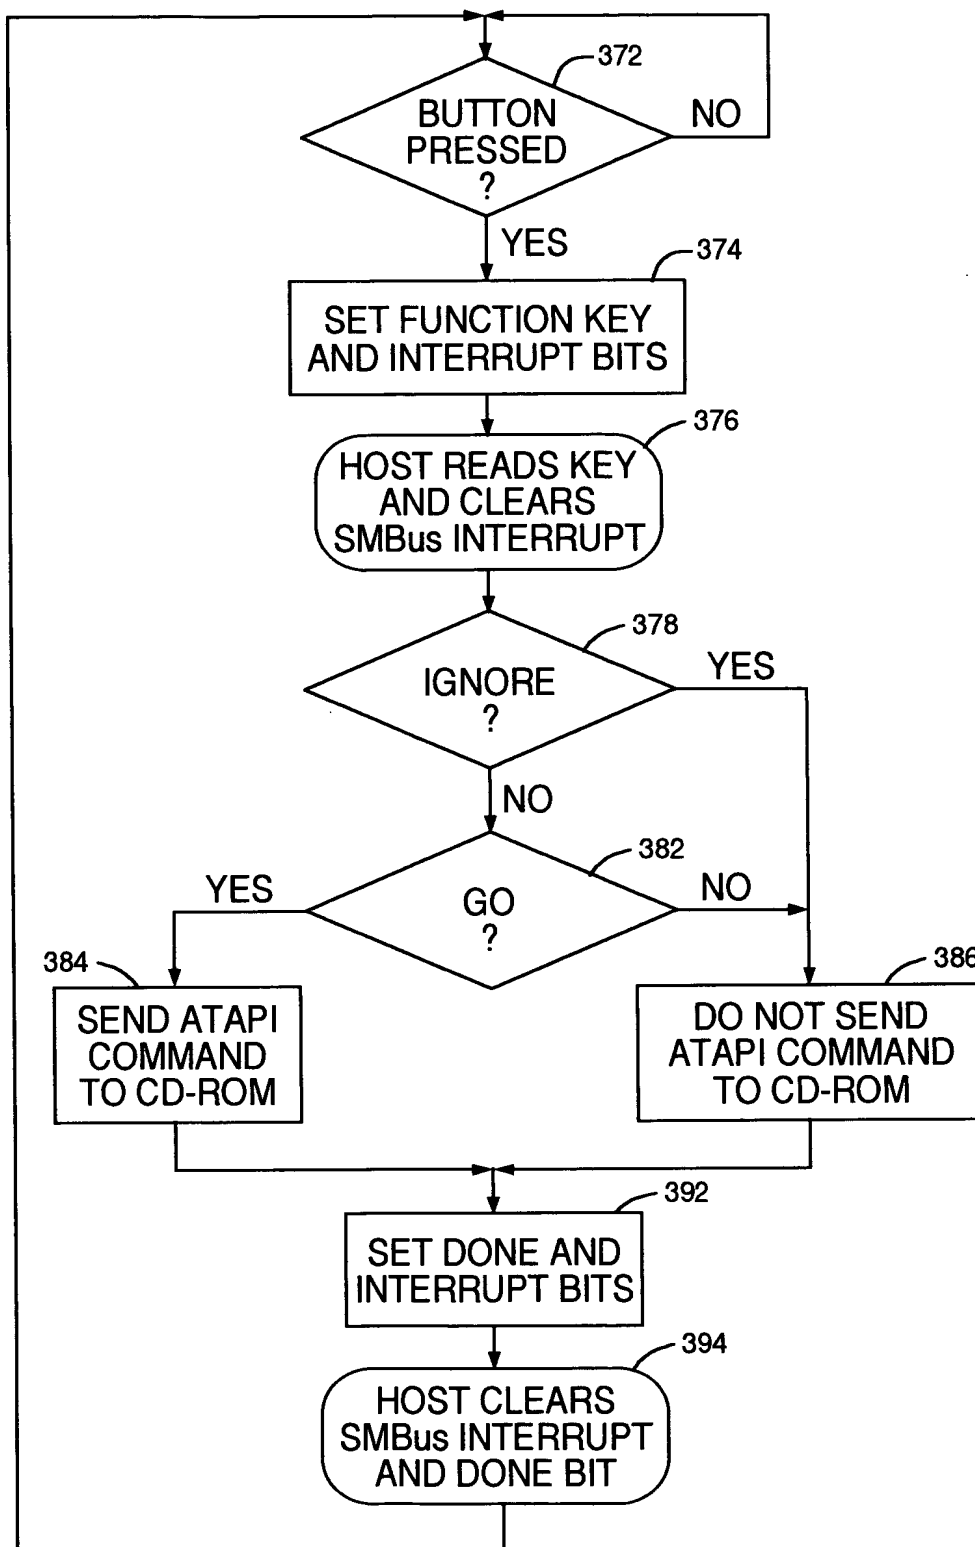 372
BUTTON
PRESSED
?
NO
YES
374
SET FUNCTION KEY
AND INTERRUPT BITS
376
HOST READS KEY
AND CLEARS
SMBus INTERRUPT
378
IGNORE
?
YES
NO
382
GO
?
YES
NO
384
SEND ATAPI
COMMAND
TO CD-ROM
386
DO NOT SEND
ATAPI COMMAND
TO CD-ROM
392
SET DONE AND
INTERRUPT BITS
394
HOST CLEARS
SMBus INTERRUPT
AND DONE BIT